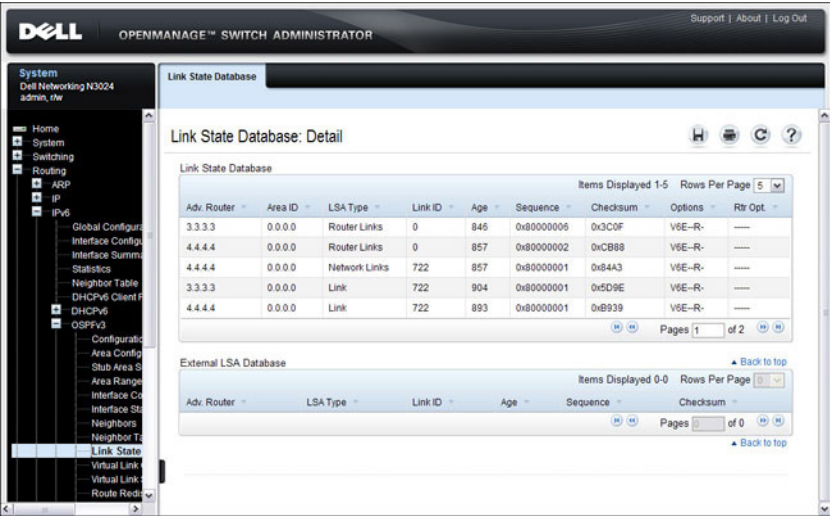 Support | About | Log Out
DELL
OPENMANAGE™ SWITCH ADMINISTRATOR
System
Dell Networking N3024
admin, r/w
Home
System
Switching
Routing
ARP
IP
IPv6
Global Configura
Interface Configu
Interface Summa
Statistics
Neighbor Table
DHCPv6 Client P
DHCPv6
OSPFv3
Configuratio
Area Config
Stub Area S
Area Range
Interface Co
Interface Sta
Neighbors
Neighbor Ta
Link State
Virtual Link
Virtual Link
Route Redis
Link State Database
Link State Database: Detail
Link State Database
Items Displayed 1-5 Rows Per Page 5
Adv. Router Area ID LSA Type Link ID Age Sequence Checksum Options Rtr Opt.
3.3.3.3 0.0.0.0 Router Links 0 846 0x80000006 0x3C0F V6E--R- -----
4.4.4.4 0.0.0.0 Router Links 0 857 0x80000002 0xCB88 V6E--R- -----
4.4.4.4 0.0.0.0 Network Links 722 857 0x80000001 0x84A3 V6E--R- -----
3.3.3.3 0.0.0.0 Link 722 904 0x80000001 0x5D9E V6E--R- -----
4.4.4.4 0.0.0.0 Link 722 893 0x80000001 0xB939 V6E--R- -----
Pages 1 of 2
Back to top
External LSA Database
Items Displayed 0-0 Rows Per Page 0
Adv. Router LSA Type Link ID Age Sequence Checksum
Pages 0 of 0
Back to top